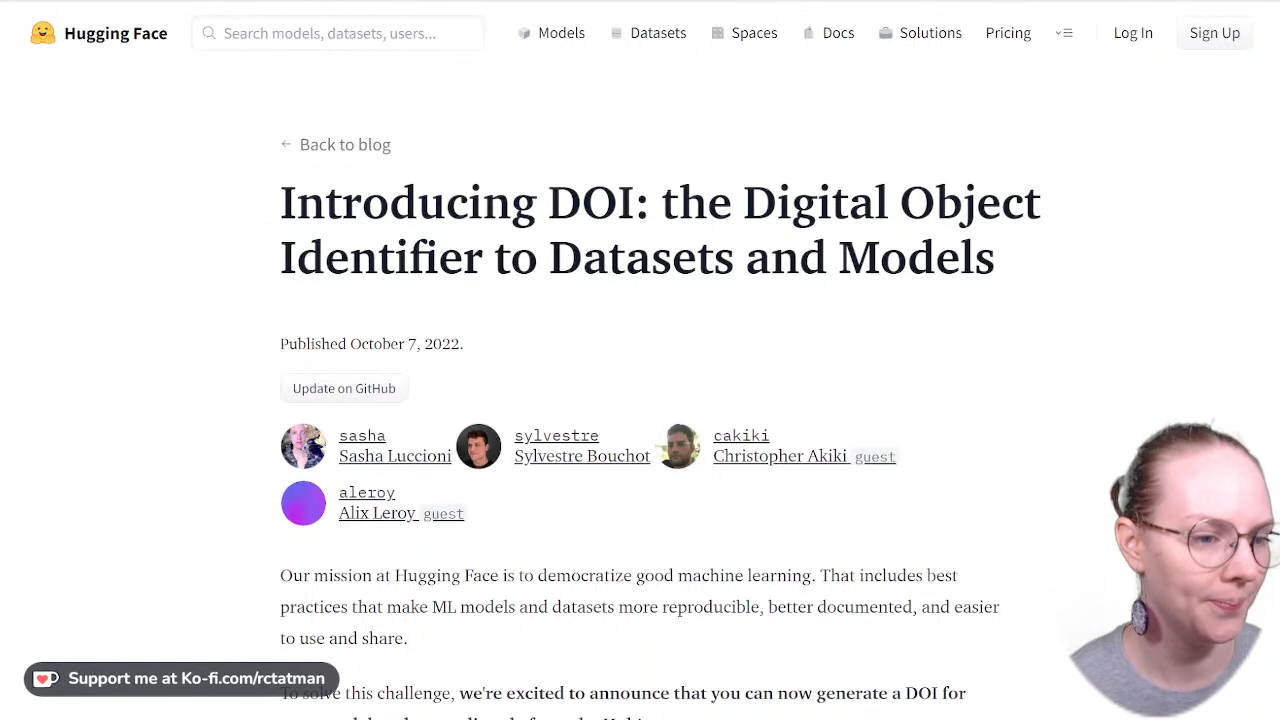 Hugging Face
Search models, datasets, users...
Models
Datasets
Spaces
Docs
Solutions
Pricing
Log In
Sign Up
← Back to blog
Introducing DOI: the Digital Object
Identifier to Datasets and Models
Published October 7, 2022.
Update on GitHub
sasha
Sasha Luccioni
sylvestre
Sylvestre Bouchot
cakiki
Christopher Akiki guest
aleroy
Alix Leroy guest
Our mission at Hugging Face is to democratize good machine learning. That includes best
practices that make ML models and datasets more reproducible, better documented, and easier
to use and share.
To solve this challenge, we're excited to announce that you can now generate a DOI for
Support me at Ko-fi.com/rctatman